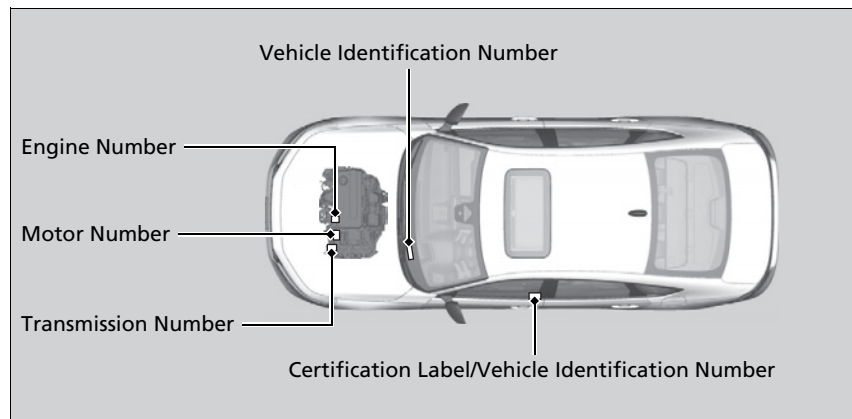 Vehicle Identification Number
Engine Number
Motor Number
Transmission Number
Certification Label/Vehicle Identification Number